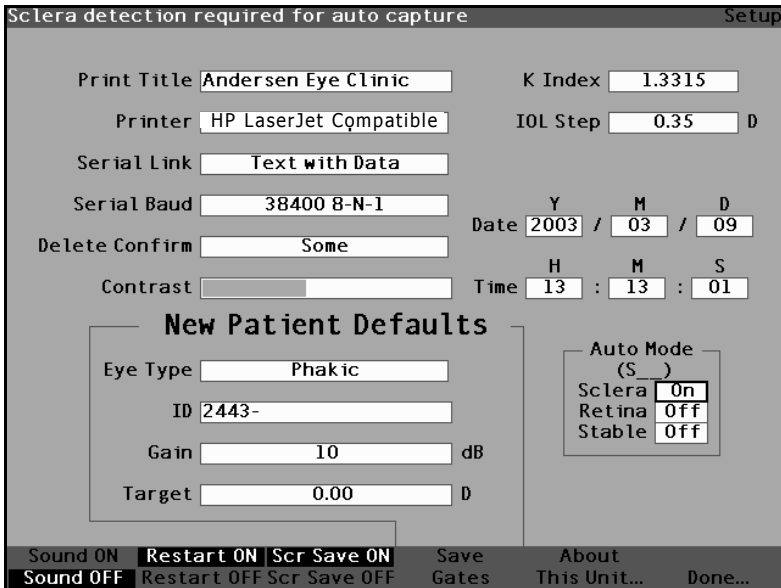 Sclera detection required for auto capture Setup
Print Title Andersen Eye Clinic K Index 1.3315
Printer HP LaserJet Compatible IOL Step 0.35 D
Serial Link Text with Data
Serial Baud 38400 8-N-1
Y M D
Date 2003 / 03 / 09
Delete Confirm Some
H M S
Contrast Time 13 : 13 : 01
New Patient Defaults
Auto Mode
(S__)
Eye Type Phakic
Sclera On
ID 2443-
Retina Off
Stable Off
Gain 10 dB
Target 0.00 D
Sound ON Restart ON Scr Save ON Save About
Sound OFF Restart OFF Scr Save OFF Gates This Unit... Done...